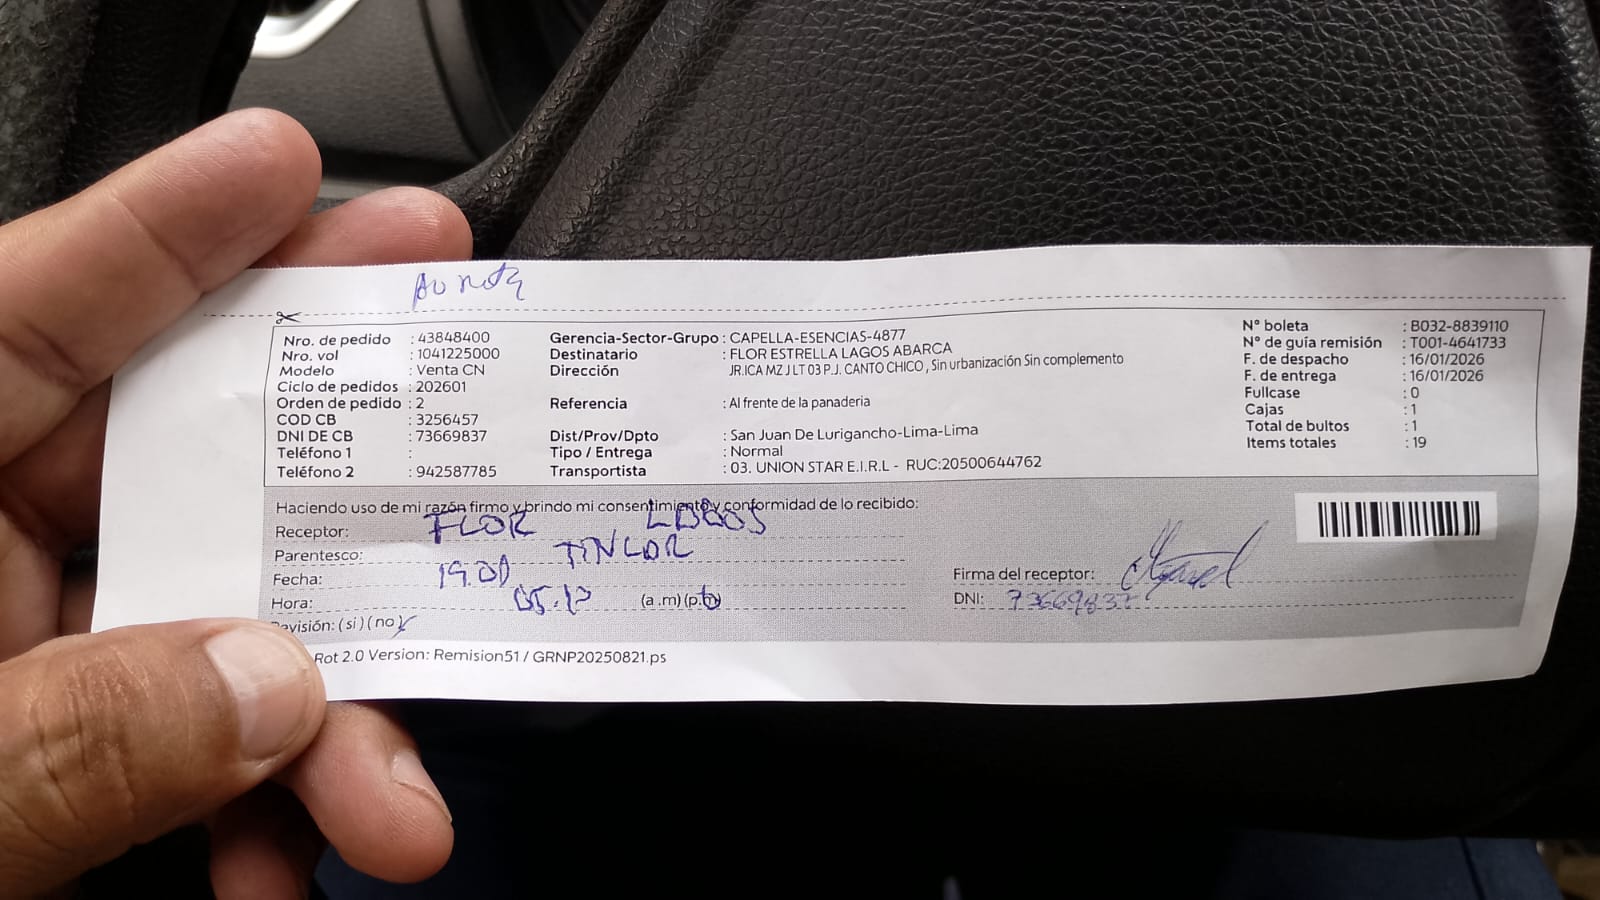 Nro. de pedido : 43848400
Nro. vol : 1041225000
Modelo : Venta CN
Ciclo de pedidos : 202601
Orden de pedido : 2
COD CB : 3256457
DNI DE CB : 73669837
Teléfono 1 :
Teléfono 2 : 942587785
Gerencia-Sector-Grupo : CAPELLA-ESENCIAS-4877
Destinatario : FLOR ESTRELLA LAGOS ABARCA
Dirección JR.ICA MZ J LT 03 P.J. CANTO CHICO , Sin urbanización Sin complemento
Referencia : Al frente de la panaderia
Dist/Prov/Dpto : San Juan De Lurigancho-Lima-Lima
Tipo / Entrega : Normal
Transportista : 03. UNION STAR E.I.R.L - RUC:20500644762
N° boleta : B032-8839110
N° de guía remisión : T001-4641733
F. de despacho : 16/01/2026
F. de entrega : 16/01/2026
Fullcase : 0
Cajas : 1
Total de bultos : 1
Items totales : 19
Haciendo uso de mi razón firmo y brindo mi consentimiento y conformidad de lo recibido:
Receptor: FLOR LAGOS
Parentesco:
Fecha: 19.01
Hora: (a.m)(p.m)
Firma del receptor:
DNI: 73669837
Revisión: (si)(no)
Rot 2.0 Version: Remision51 / GRNP20250821.ps